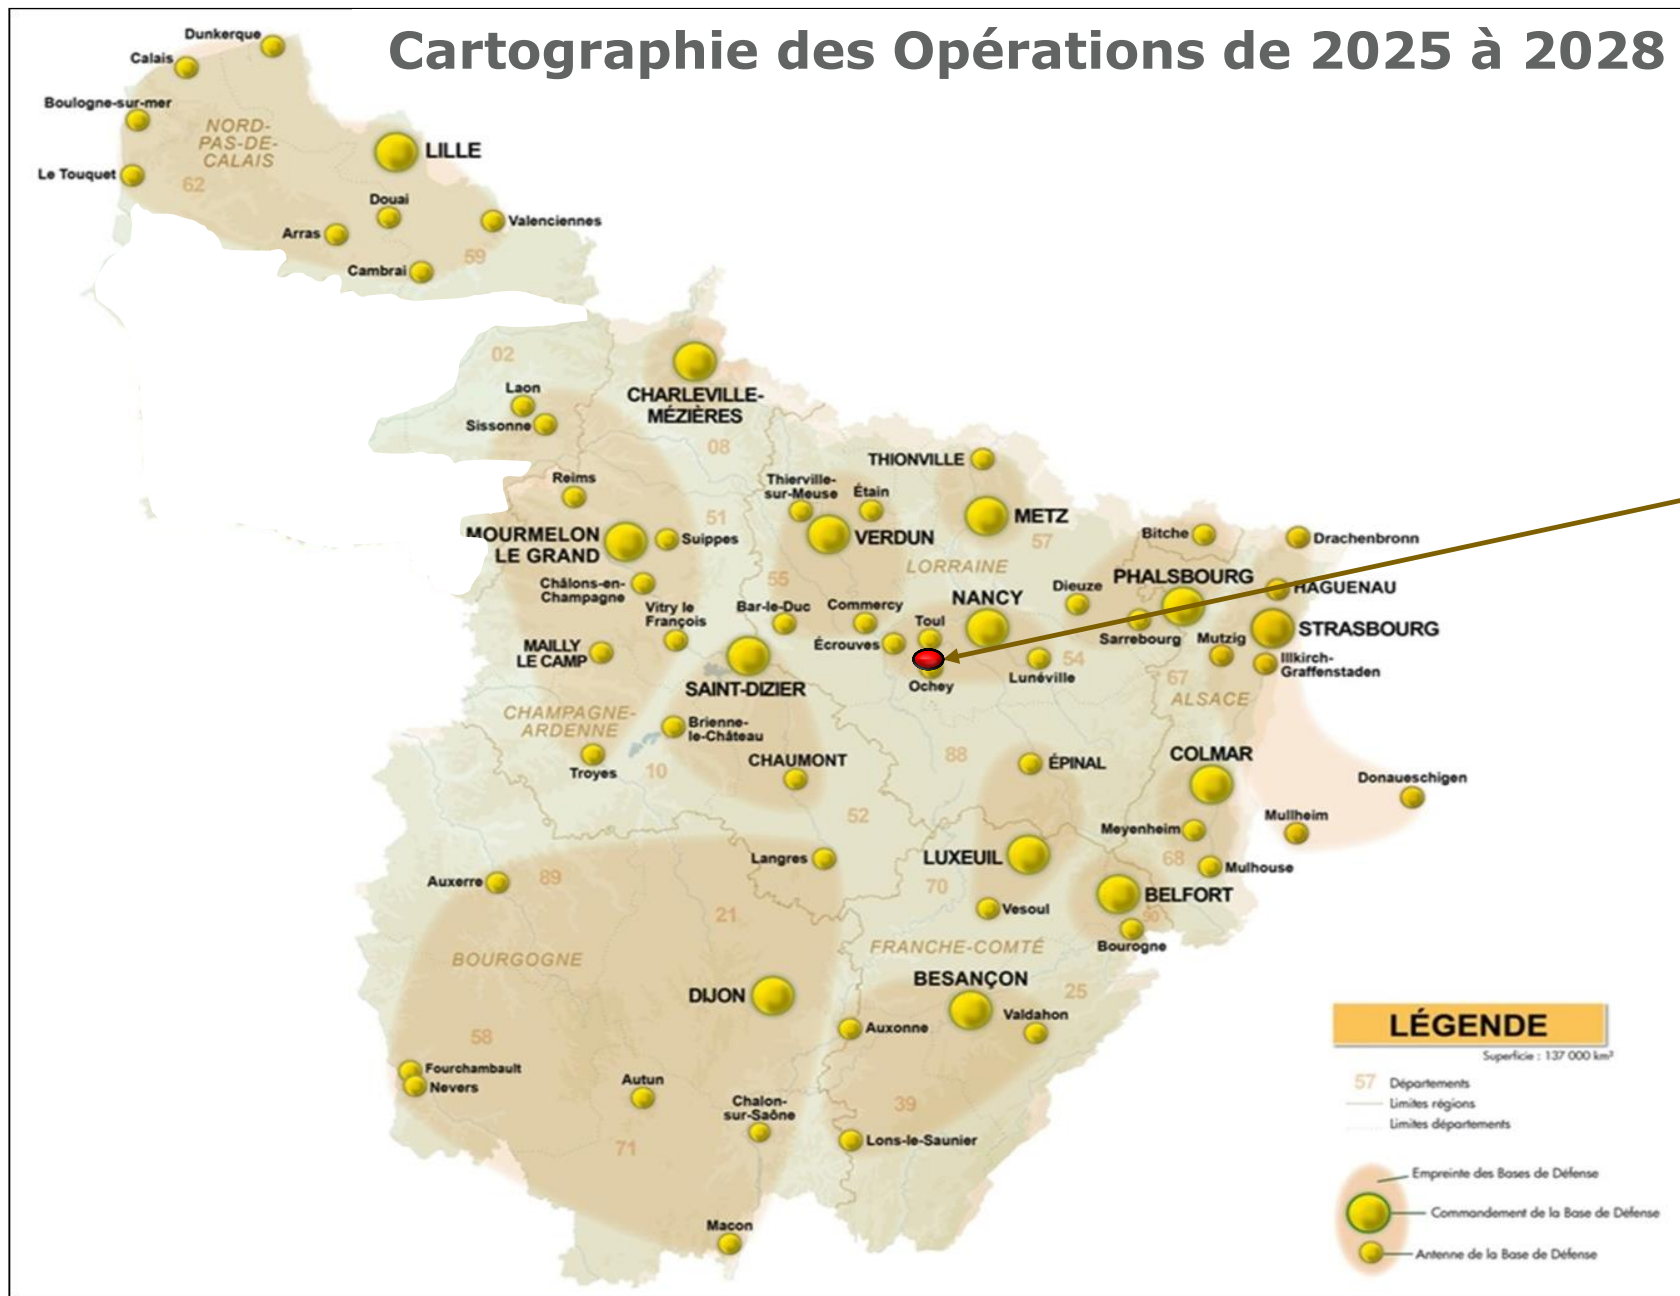 Cartographie des Opérations de 2025 à 2028
Dunkerque
Calais
Boulogne-sur-mer
NORD-
PAS-DE-
CALAIS
LILLE
Le Touquet
62
Douai
Valenciennes
Arras
59
Cambrai
02
Laon
Sissonne
CHARLEVILLE-
MÉZIÈRES
08
THIONVILLE
Reims
Thierville-
sur-Meuse
Étain
51
METZ
MOURMELON
LE GRAND
Suippes
VERDUN
57
Bitche
Drachenbronn
LORRAINE
55
Châlons-en-
Champagne
Dieuze
PHALSBOURG
HAGUENAU
Vitry le
François
Bar-le-Duc
Commercy
NANCY
Toul
Sarrebourg
Mutzig
STRASBOURG
MAILLY
LE CAMP
Écrouves
54
Illkirch-
Graffenstaden
SAINT-DIZIER
Ochey
Lunéville
67
ALSACE
CHAMPAGNE-
ARDENNE
Brienne-
le-Château
CHAUMONT
88
ÉPINAL
COLMAR
Troyes
10
Donaueschigen
52
Mullheim
Meyenheim
Langres
LUXEUIL
68
Mulhouse
Auxerre
89
70
BELFORT
21
Vesoul
90
BOURGOGNE
FRANCHE-COMTÉ
Bourogne
DIJON
BESANÇON
25
Valdahon
Auxonne
58
Fourchambault
Nevers
Autun
Chalon-
sur-Saône
39
71
Lons-le-Saunier
Macon
LÉGENDE
Superficie : 137 000 km²
57 Départements
Limites régions
Limites départements
Empreinte des Bases de Défense
Commandement de la Base de Défense
Antenne de la Base de Défense